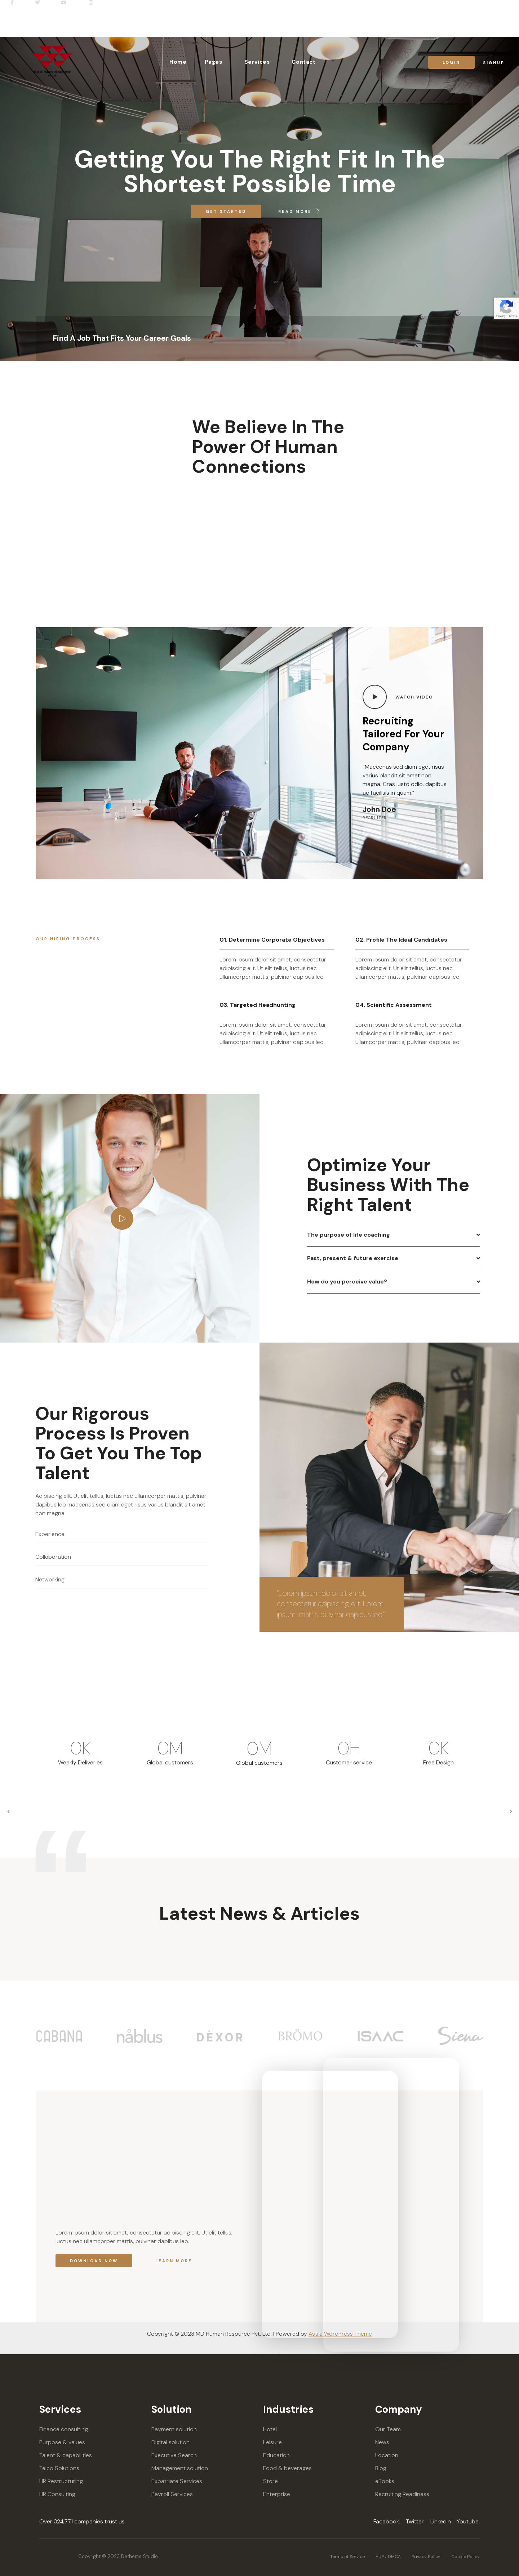 Home
Pages
Services
Contact
LOGIN
SIGNUP
Getting You The Right Fit In The
Shortest Possible Time
GET STARTED
READ MORE
Find A Job That Fits Your Career Goals
Privacy - Terms
We Believe In The
Power Of Human
Connections
WATCH VIDEO
Recruiting
Tailored For Your
Company
“Maecenas sed diam eget risus
varius blandit sit amet non
magna. Cras justo odio, dapibus
ac facilisis in quam.”
John Doe
RECRUITER
OUR HIRING PROCESS
01. Determine Corporate Objectives
Lorem ipsum dolor sit amet, consectetur
adipiscing elit. Ut elit tellus, luctus nec
ullamcorper mattis, pulvinar dapibus leo.
02. Profile The Ideal Candidates
Lorem ipsum dolor sit amet, consectetur
adipiscing elit. Ut elit tellus, luctus nec
ullamcorper mattis, pulvinar dapibus leo.
03. Targeted Headhunting
Lorem ipsum dolor sit amet, consectetur
adipiscing elit. Ut elit tellus, luctus nec
ullamcorper mattis, pulvinar dapibus leo.
04. Scientific Assessment
Lorem ipsum dolor sit amet, consectetur
adipiscing elit. Ut elit tellus, luctus nec
ullamcorper mattis, pulvinar dapibus leo.
Optimize Your
Business With The
Right Talent
The purpose of life coaching
Past, present & future exercise
How do you perceive value?
Our Rigorous
Process Is Proven
To Get You The Top
Talent
Adipiscing elit. Ut elit tellus, luctus nec ullamcorper mattis, pulvinar
dapibus leo maecenas sed diam eget risus varius blandit sit amet
non magna.
Experience
Collaboration
Networking
"Lorem ipsum dolor sit amet,
consectetur adipiscing elit. Lorem
ipsum mattis, pulvinar dapibus leo"
0K
Weekly Deliveries
0M
Global customers
0M
Global customers
0H
Customer service
0K
Free Design
“
Latest News & Articles
CABANA
nåblus
DĒXOR
BRŌMO
ISAAC
Siena
Lorem ipsum dolor sit amet, consectetur adipiscing elit. Ut elit tellus,
luctus nec ullamcorper mattis, pulvinar dapibus leo.
DOWNLOAD NOW
LEARN MORE
Copyright © 2023 MD Human Resource Pvt. Ltd. | Powered by Astra WordPress Theme
Services
Finance consulting
Purpose & values
Talent & capabilities
Telco Solutions
HR Restructuring
HR Consulting
Solution
Payment solution
Digital solution
Executive Search
Management solution
Expatriate Services
Payroll Services
Industries
Hotel
Leisure
Education
Food & beverages
Store
Enterprise
Company
Our Team
News
Location
Blog
eBooks
Recruiting Readiness
Over 324,771 companies trust us
Facebook.
Twitter.
LinkedIn
Youtube.
Copyright © 2023 Detheme Studio
Terms of Service
XoP / DMCA
Privacy Policy
Cookie Policy